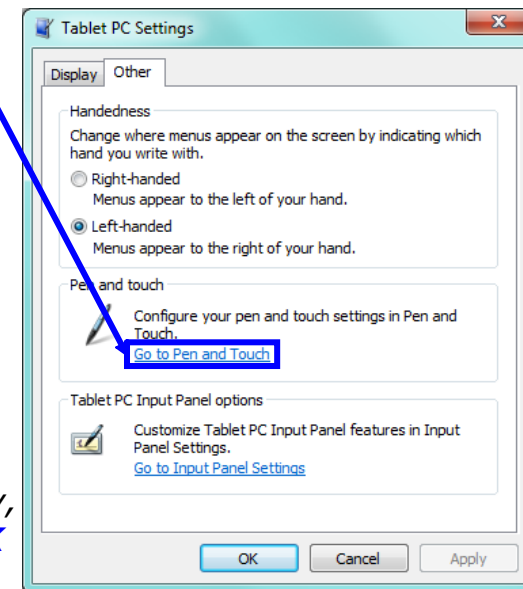 Tablet PC Settings
Display Other
Handedness
Change where menus appear on the screen by indicating which
hand you write with.
Right-handed
Menus appear to the left of your hand.
Left-handed
Menus appear to the right of your hand.
Pen and touch
Configure your pen and touch settings in Pen and
Touch.
Go to Pen and Touch
Tablet PC Input Panel options
Customize Tablet PC Input Panel features in Input
Panel Settings.
Go to Input Panel Settings
OK Cancel Apply